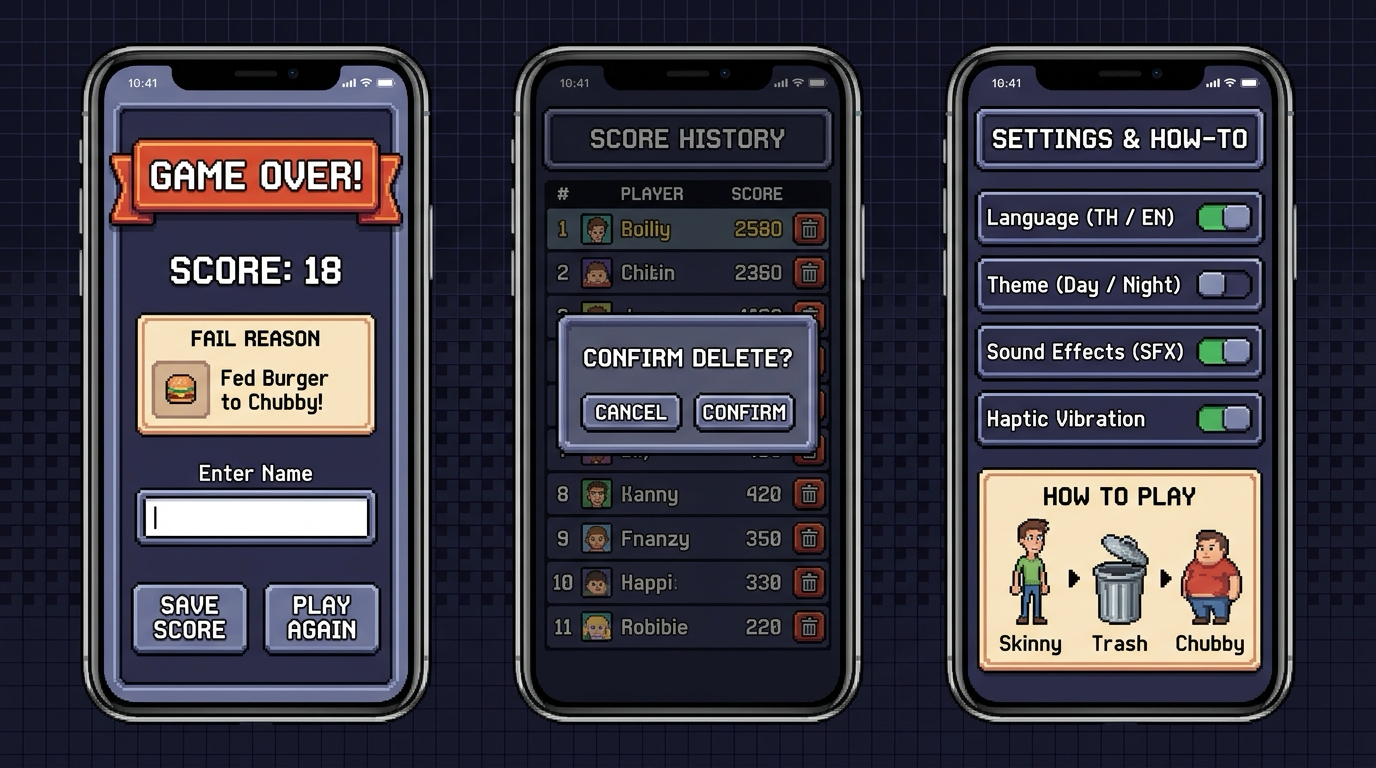 10:41
GAME OVER!
SCORE: 18
FAIL REASON
Fed Burger
to Chubby!
Enter Name
SAVE
SCORE
PLAY
AGAIN
10:41
SCORE HISTORY
# PLAYER SCORE
1 Boiliy 2580
2 Chitin 2360
CONFIRM DELETE?
CANCEL CONFIRM
8 Kanny 420
9 Fnanzy 350
10 Happi: 330
11 Robibie 220
10:41
SETTINGS & HOW-TO
Language (TH / EN)
Theme (Day / Night)
Sound Effects (SFX)
Haptic Vibration
HOW TO PLAY
Skinny Trash Chubby